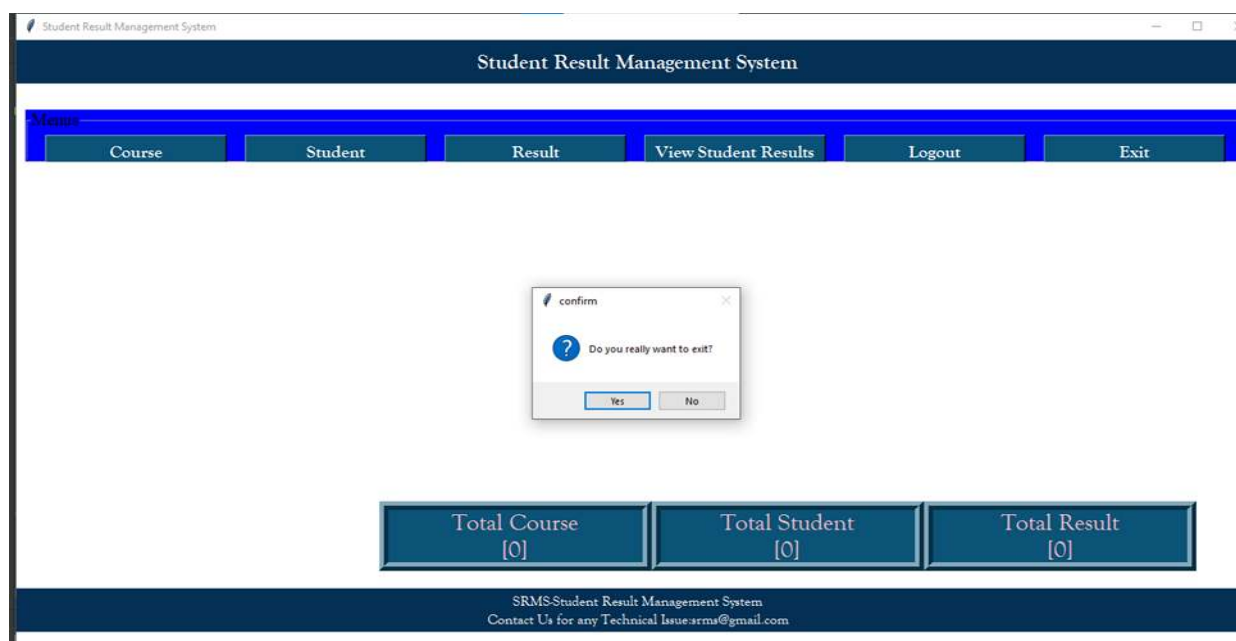 Student Result Management System
Student Result Management System
Menus
Course Student Result View Student Results Logout Exit
confirm
Do you really want to exit?
Yes No
Total Course Total Student Total Result
[0] [0] [0]
SRMS-Student Result Management System
Contact Us for any Technical Issue:srms@gmail.com